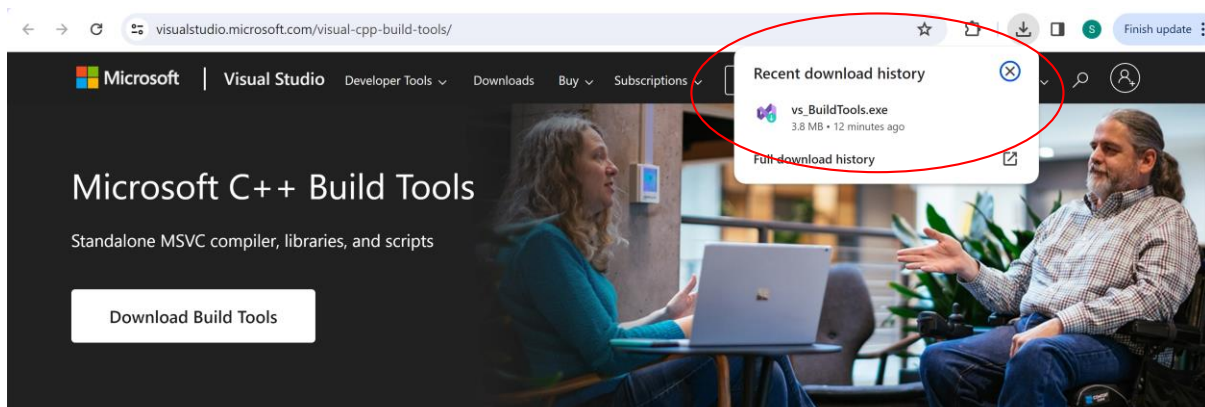 visualstudio.microsoft.com/visual-cpp-build-tools/
S
Finish update
Microsoft | Visual Studio Developer Tools Downloads Buy Subscriptions
Recent download history
vs_BuildTools.exe
3.8 MB • 12 minutes ago
Full download history
Microsoft C++ Build Tools
Standalone MSVC compiler, libraries, and scripts
Download Build Tools